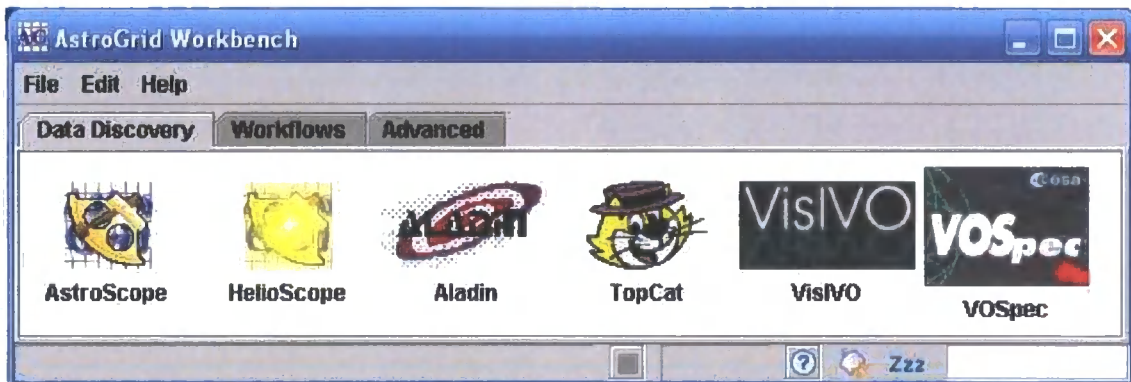 AstroGrid Workbench
File Edit Help
Data Discovery Workflows Advanced
ALADIN
VisIVO
esa
VOSpec
AstroScope HelioScope Aladin TopCat VisIVO VOSpec
? Zzz